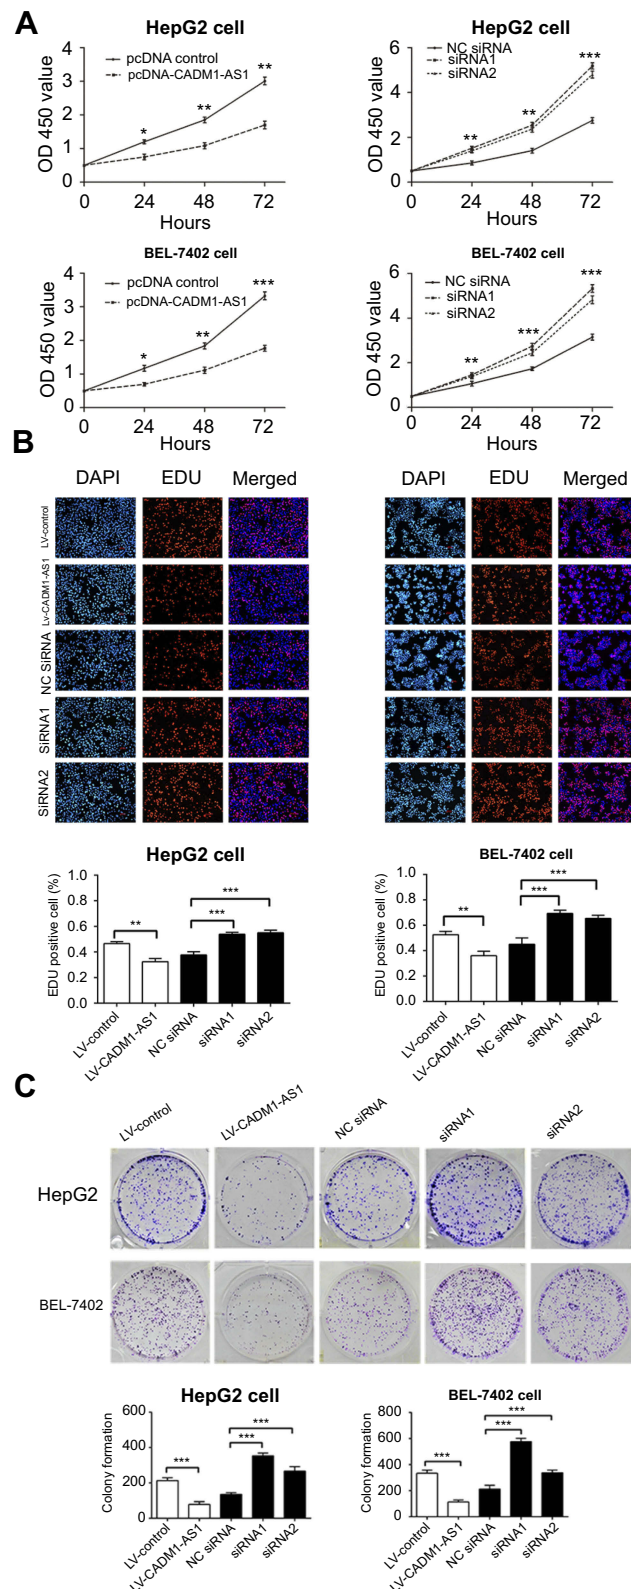 A
HepG2 cell
pcDNA control
pcDNA-CADM1-AS1
OD 450 value
4
3
2
1
0
*
**
**
0 24 48 72
Hours
HepG2 cell
NC siRNA
siRNA1
siRNA2
OD 450 value
6
4
2
0
**
**
***
0 24 48 72
Hours
BEL-7402 cell
pcDNA control
pcDNA-CADM1-AS1
OD 450 value
4
3
2
1
0
*
**
***
0 24 48 72
Hours
BEL-7402 cell
NC siRNA
siRNA1
siRNA2
OD 450 value
6
4
2
0
**
***
***
0 24 48 72
Hours
B
DAPI EDU Merged
DAPI EDU Merged
LV-control
Lv-CADM1-AS1
NC SiRNA
SiRNA1
SiRNA2
HepG2 cell
EDU positive cell (%)
1.0
0.8
0.6
0.4
0.2
0.0
**
***
***
LV-control
LV-CADM1-AS1
NC siRNA
siRNA1
siRNA2
BEL-7402 cell
EDU positive cell (%)
1.0
0.8
0.6
0.4
0.2
0.0
**
***
***
LV-control
LV-CADM1-AS1
NC siRNA
siRNA1
siRNA2
C
LV-control
LV-CADM1-AS1
NC siRNA
siRNA1
siRNA2
HepG2
BEL-7402
HepG2 cell
Colony formation
600
400
200
0
***
***
***
LV-control
LV-CADM1-AS1
NC siRNA
siRNA1
siRNA2
BEL-7402 cell
Colony formation
800
600
400
200
0
***
***
***
LV-control
LV-CADM1-AS1
NC siRNA
siRNA1
siRNA2